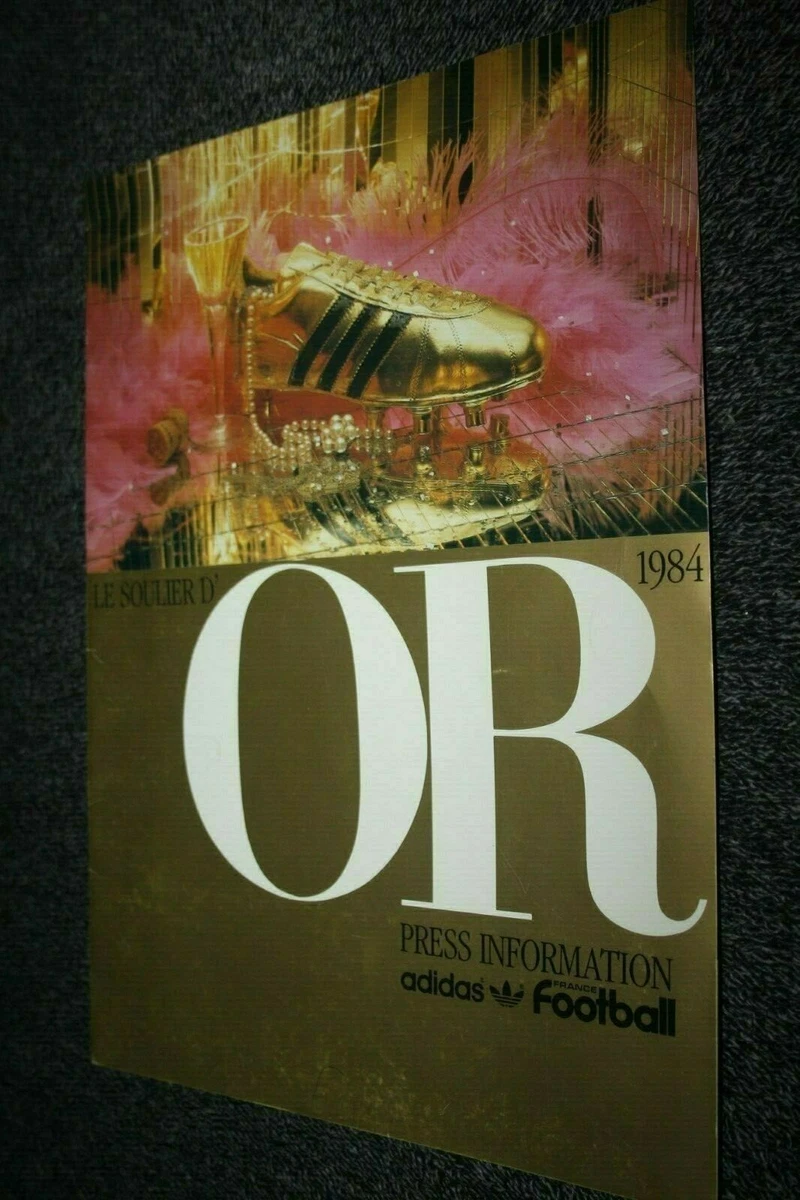 LE SOULIER D'
OR
1984
PRESS INFORMATION
adidas FRANCE Football